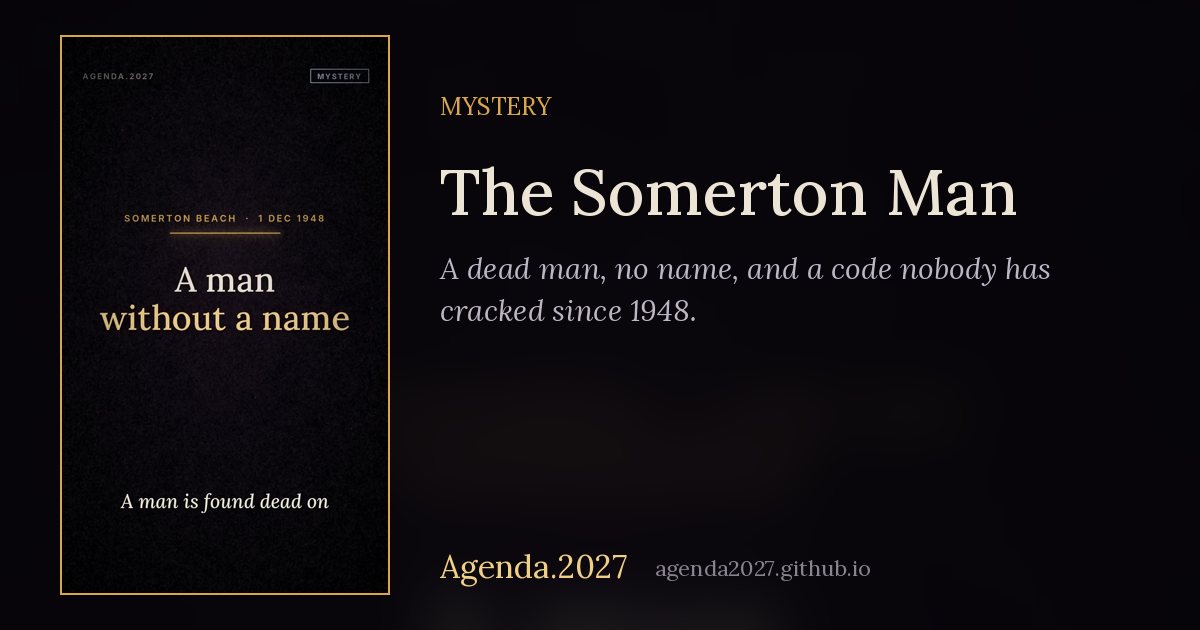 AGENDA.2027
MYSTERY
SOMERTON BEACH · 1 DEC 1948
A man
without a name
A man is found dead on
MYSTERY
The Somerton Man
A dead man, no name, and a code nobody has
cracked since 1948.
Agenda.2027
agenda2027.github.io